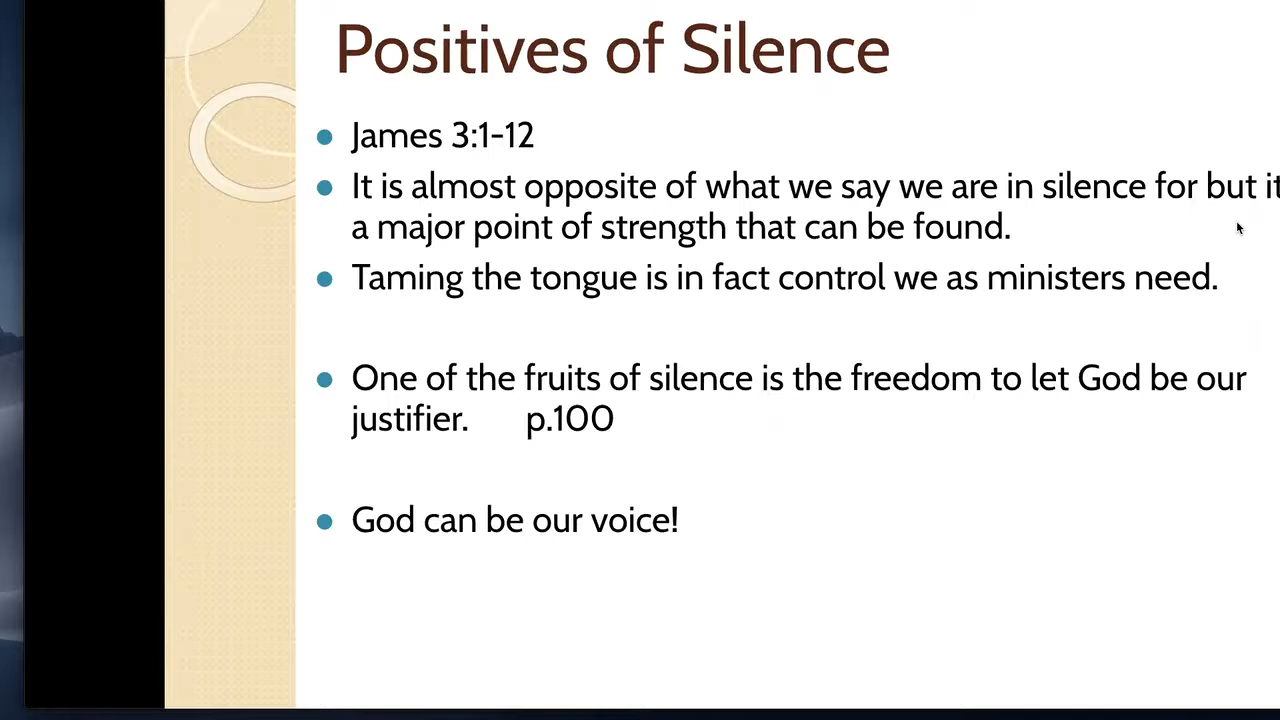 Positives of Silence
James 3:1-12
It is almost opposite of what we say we are in silence for but it
a major point of strength that can be found.
Taming the tongue is in fact control we as ministers need.
One of the fruits of silence is the freedom to let God be our
justifier. p.100
God can be our voice!